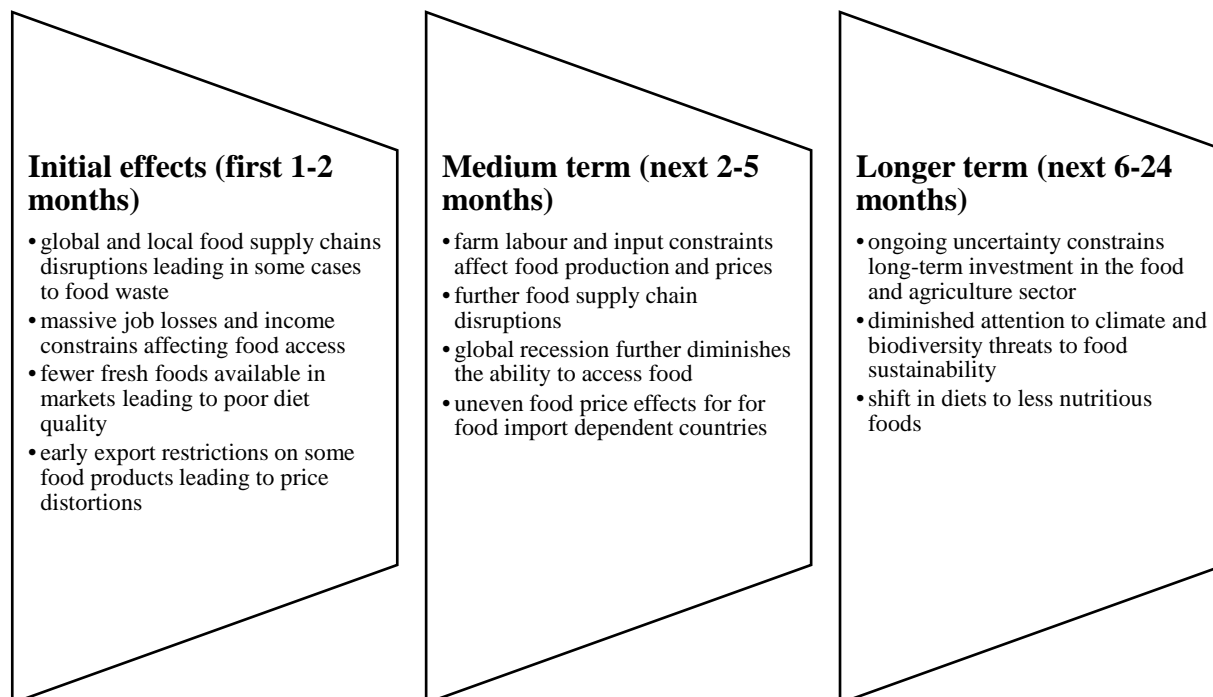 Initial effects (first 1-2
months)
• global and local food supply chains
disruptions leading in some cases
to food waste
• massive job losses and income
constrains affecting food access
• fewer fresh foods available in
markets leading to poor diet
quality
• early export restrictions on some
food products leading to price
distortions
Medium term (next 2-5
months)
• farm labour and input constraints
affect food production and prices
• further food supply chain
disruptions
• global recession further diminishes
the ability to access food
• uneven food price effects for for
food import dependent countries
Longer term (next 6-24
months)
• ongoing uncertainty constrains
long-term investment in the food
and agriculture sector
• diminished attention to climate and
biodiversity threats to food
sustainability
• shift in diets to less nutritious
foods